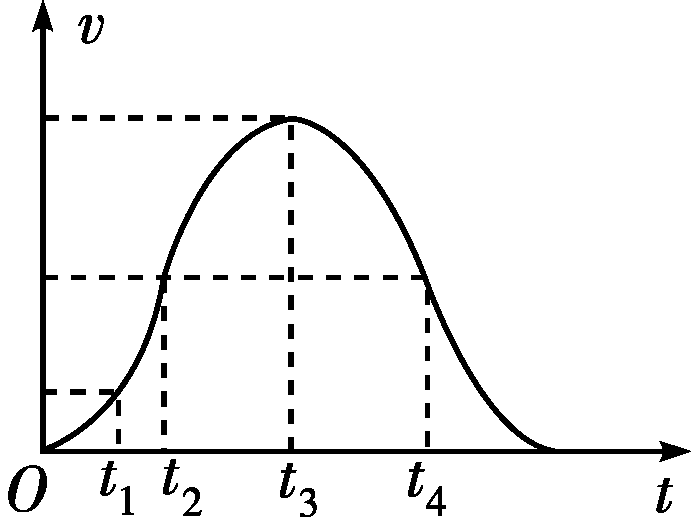 v
O t₁ t₂ t₃ t₄ t